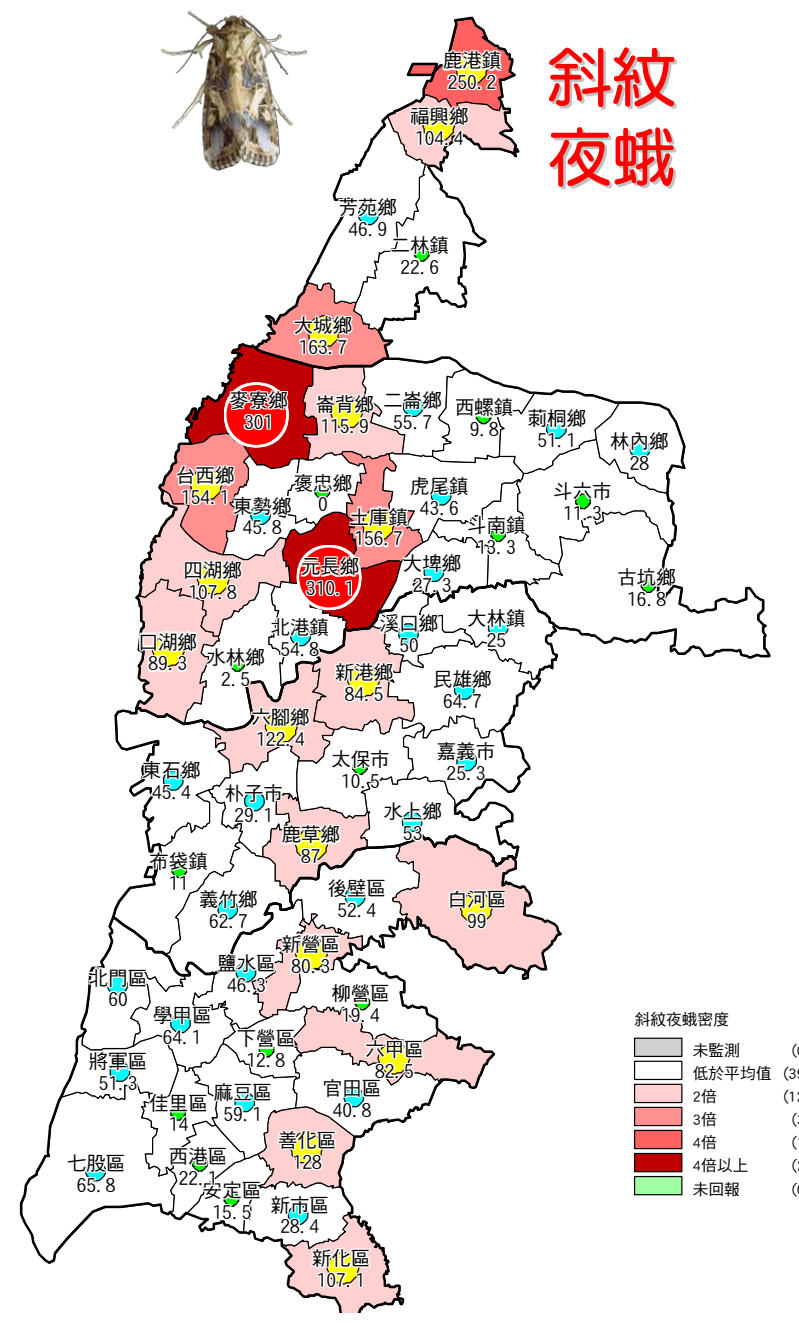 斜紋
夜蛾
鹿港鎮
250.2
福興鄉
104.4
芳苑鄉
46.9
二林鎮
22.6
大城鄉
163.7
麥寮鄉
301
崙背鄉
115.9
二崙鄉
55.7
西螺鎮
9.8
莿桐鄉
51.1
林內鄉
28
台西鄉
154.1
東勢鄉
45.8
褒忠鄉
0
土庫鎮
156.7
虎尾鎮
43.6
斗南鎮
13.3
斗六市
11.3
古坑鄉
16.8
四湖鄉
107.8
元長鄉
310.1
大埤鄉
27.3
口湖鄉
89.3
水林鄉
2.5
北港鎮
54.8
溪口鄉
50
大林鎮
25
新港鄉
84.5
民雄鄉
64.7
六腳鄉
122.4
東石鄉
45.4
朴子市
29.1
太保市
10.5
嘉義市
25.3
水上鄉
53
鹿草鄉
87
布袋鎮
11
義竹鄉
62.7
後壁區
52.4
白河區
99
新營區
80.3
鹽水區
46.3
北門區
60
學甲區
64.1
柳營區
19.4
下營區
12.8
六甲區
82.5
將軍區
51.3
佳里區
14
麻豆區
59.1
官田區
40.8
善化區
128
七股區
65.8
西港區
22.1
安定區
15.5
新市區
28.4
新化區
107.1
斜紋夜蛾密度
未監測 (
低於平均值 (39
2倍 (12
3倍 (
4倍 (
4倍以上 (
未回報 (